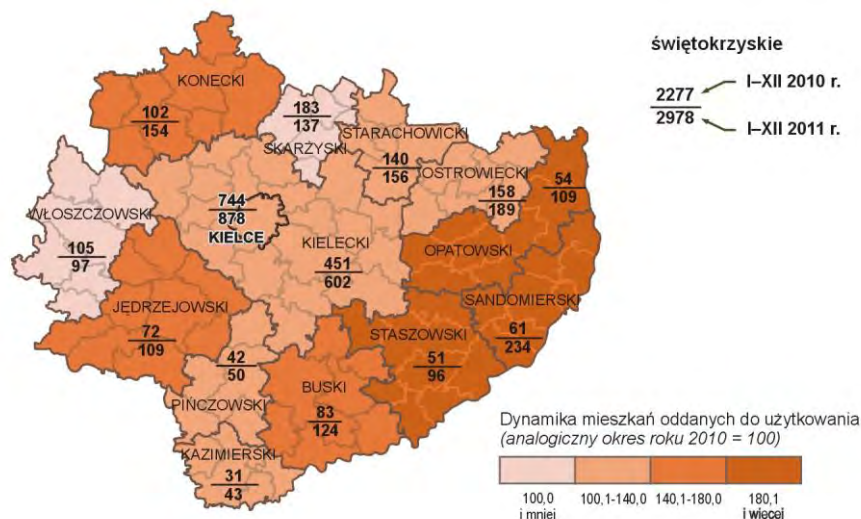 świętokrzyskie
2277
I–XII 2010 r.
2978
I–XII 2011 r.
KONECKI
102
154
183
137
SKARŻYSKI
STARACHOWICKI
140
156
OSTROWIECKI
158
189
54
109
OPATOWSKI
WŁOSZCZOWSKI
105
97
744
878
KIELCE
KIELECKI
451
602
SANDOMIERSKI
61
234
JĘDRZEJOWSKI
72
109
STASZOWSKI
51
96
42
50
PIŃCZOWSKI
BUSKI
83
124
KAZIMIERSKI
31
43
Dynamika mieszkań oddanych do użytkowania
(analogiczny okres roku 2010 = 100)
100,0 100,1-140,0 140,1-180,0 180,1
i mniej i więcej